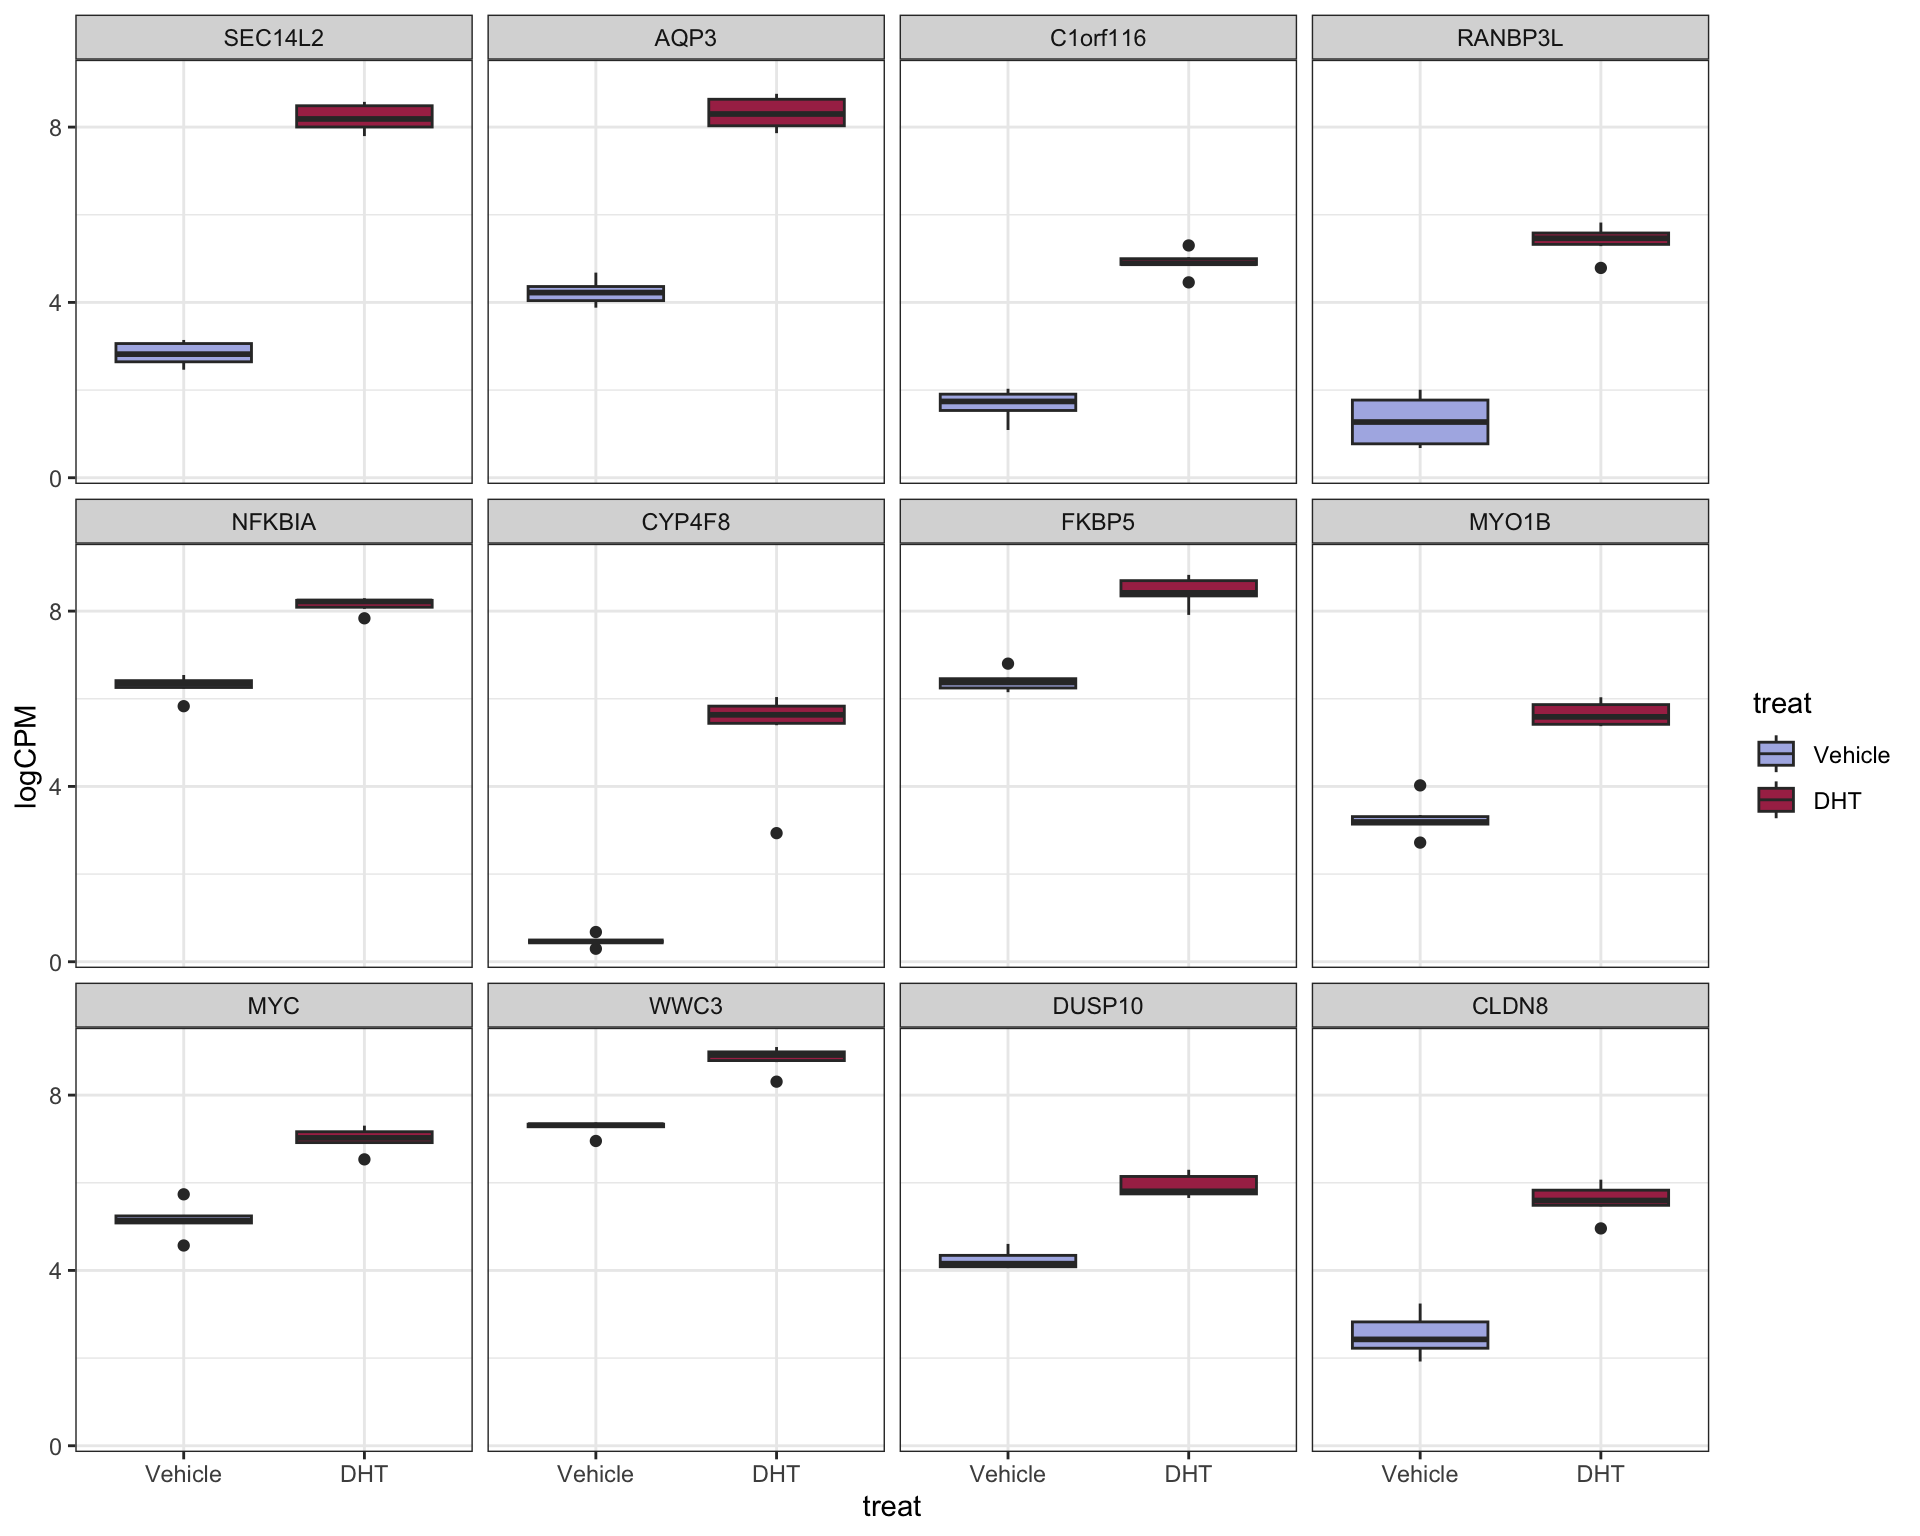 SEC14L2 AQP3 C1orf116 RANBP3L
8
4
0
NFKBIA CYP4F8 FKBP5 MYO1B
8
4
0
logCPM
treat
Vehicle
DHT
MYC WWC3 DUSP10 CLDN8
8
4
0
Vehicle DHT Vehicle DHT Vehicle DHT Vehicle DHT
treat